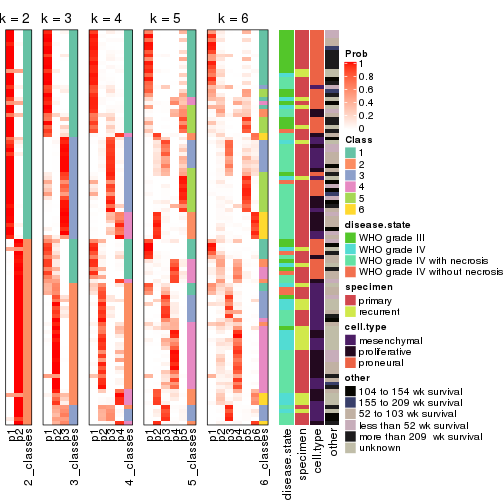 k = 2 k = 3 k = 4 k = 5 k = 6
Prob
1
0.8
0.6
0.4
0.2
0
Class
1
2
3
4
5
6
disease.state
WHO grade III
WHO grade IV
WHO grade IV with necrosis
WHO grade IV without necrosis
specimen
primary
recurrent
cell.type
mesenchymal
proliferative
proneural
other
104 to 154 wk survival
155 to 209 wk survival
52 to 103 wk survival
less than 52 wk survival
more than 209 wk survival
unknown
p1
p2
2_classes
p1
p2
p3
3_classes
p1
p2
p3
p4
4_classes
p1
p2
p3
p4
p5
5_classes
p1
p2
p3
p4
p5
p6
6_classes
disease.state
specimen
cell.type
other